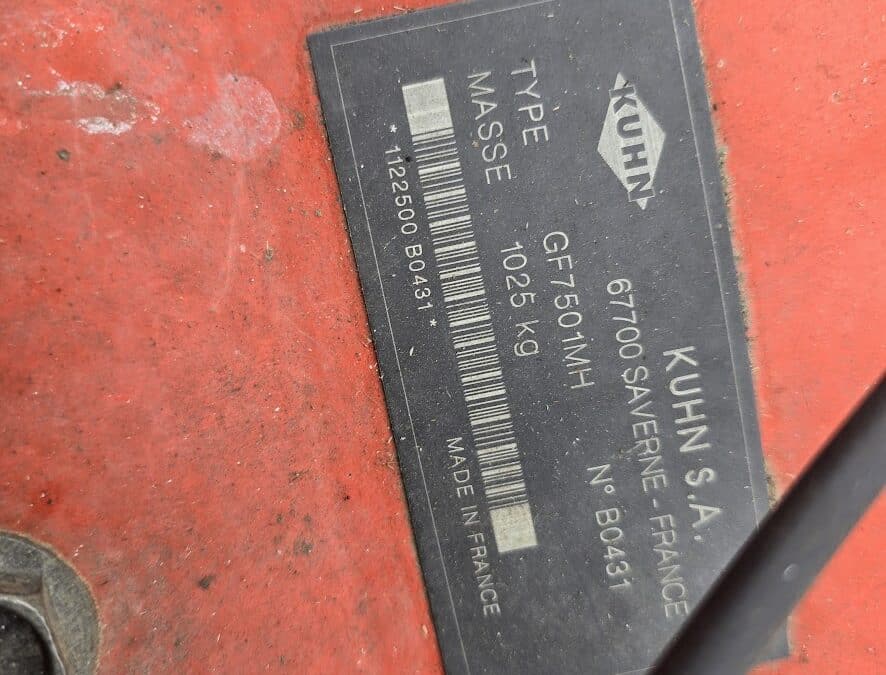 KUHN
KUHN S.A.
67700 SAVERNE - FRANCE
TYPE GF7501MH N° B0431
MASSE 1025 kg
* 1122500 B0431 *
MADE IN FRANCE